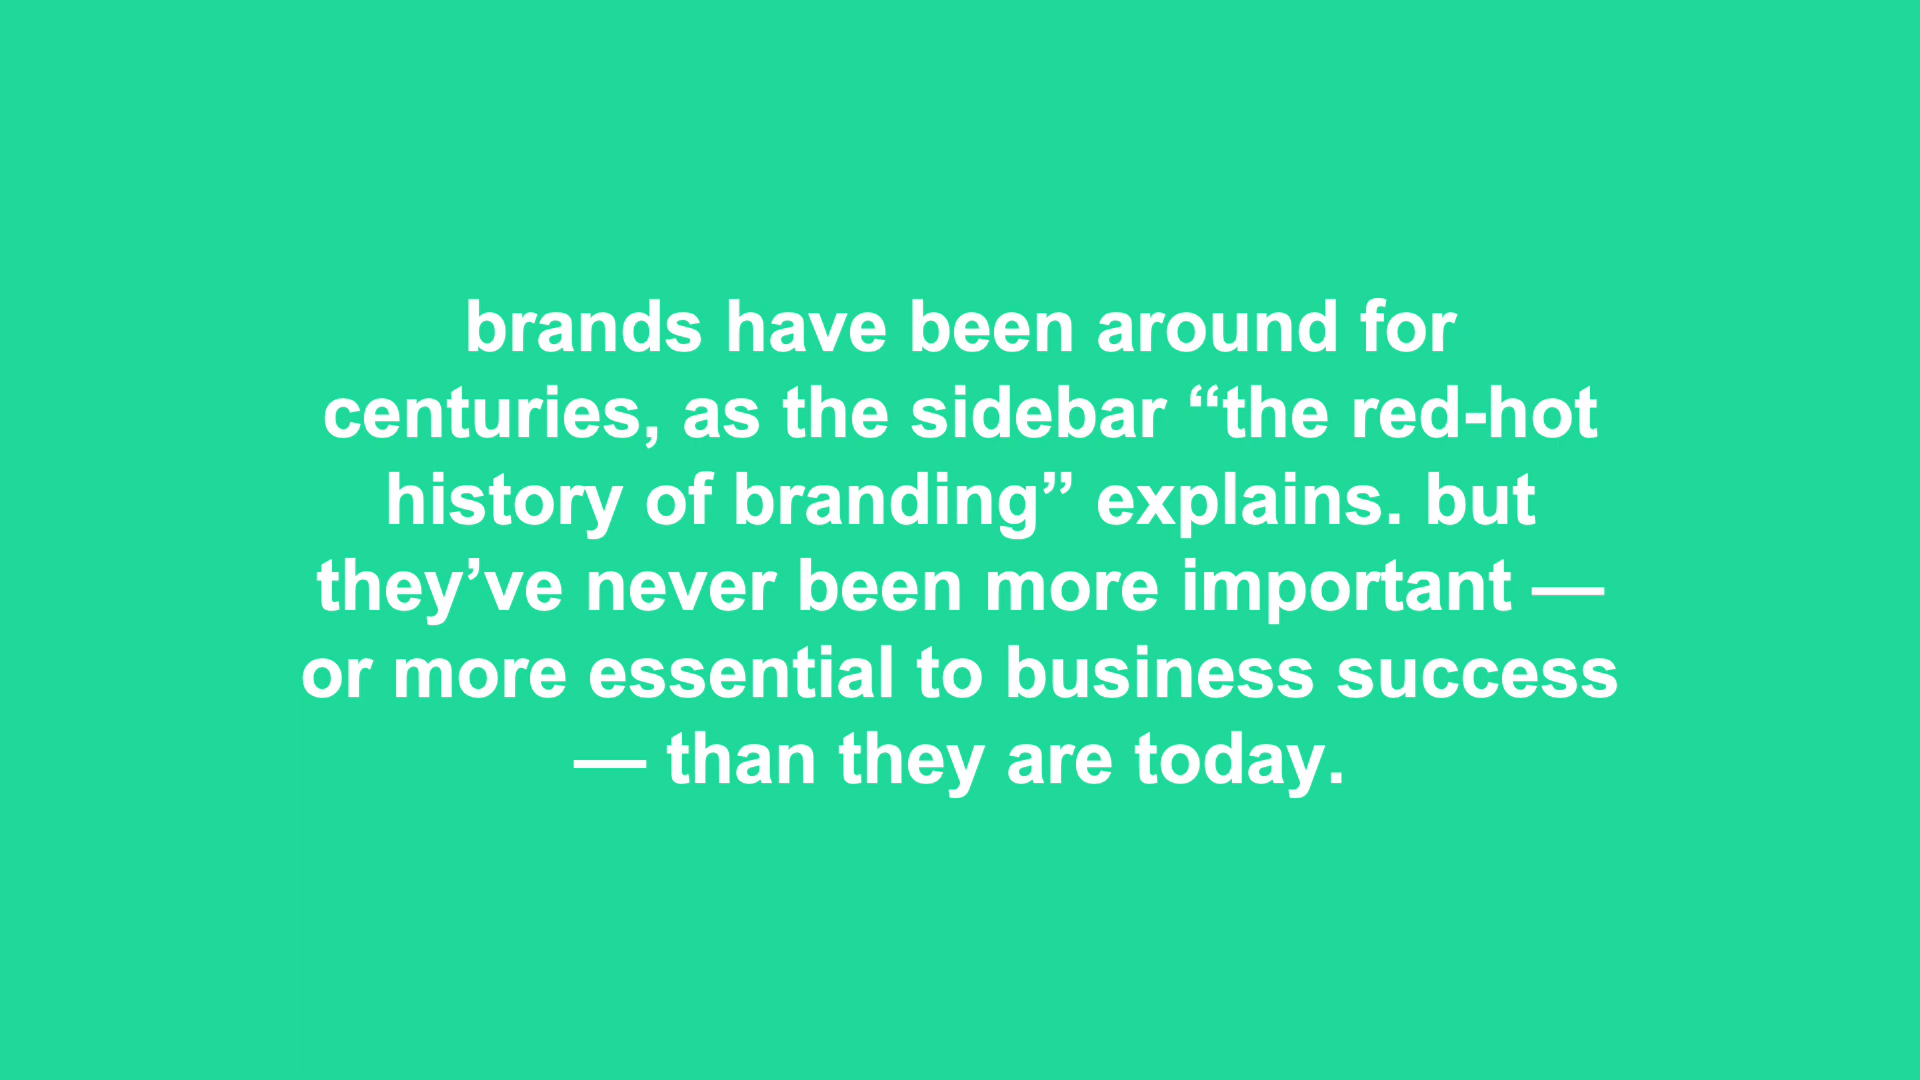 brands have been around for
centuries, as the sidebar “the red-hot
history of branding” explains. but
they’ve never been more important —
or more essential to business success
— than they are today.